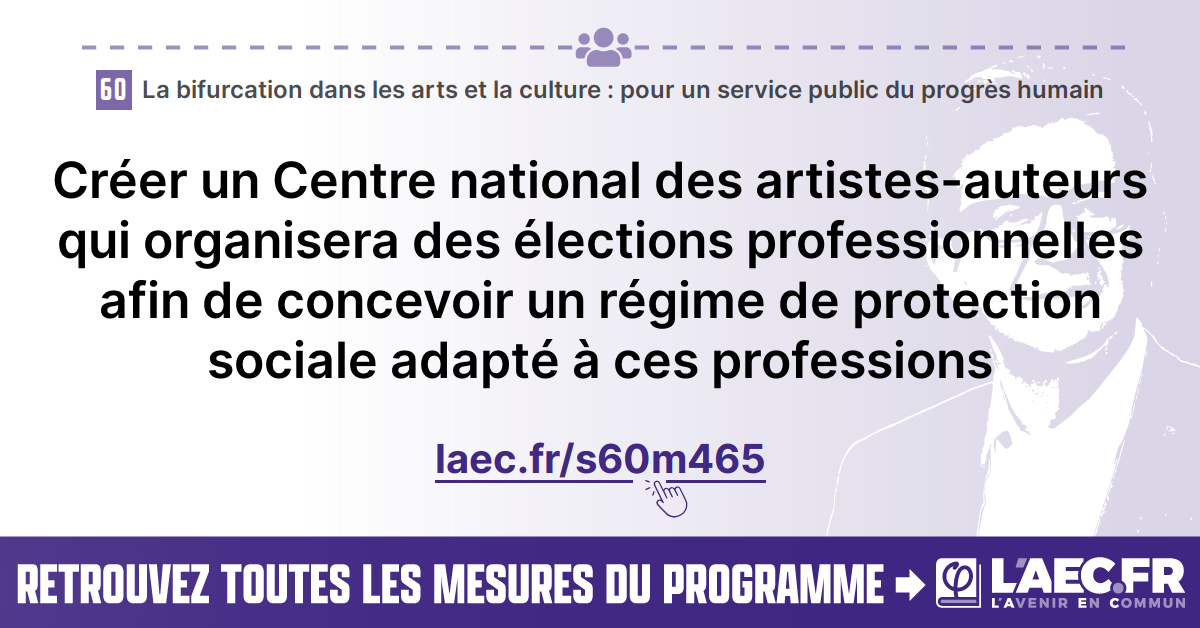 60 La bifurcation dans les arts et la culture : pour un service public du progrès humain
Créer un Centre national des artistes-auteurs
qui organisera des élections professionnelles
afin de concevoir un régime de protection
sociale adapté à ces professions
laec.fr/s60m465
RETROUVEZ TOUTES LES MESURES DU PROGRAMME → φ L'AEC.FR
L'AVENIR EN COMMUN